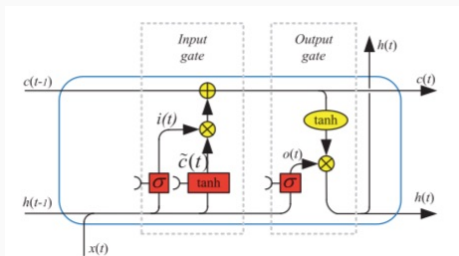 Input
gate
Output
gate
h(t)
c(t-1)
c(t)
i(t)
tanh
c̃(t)
o(t)
σ
tanh
σ
h(t-1)
h(t)
x(t)